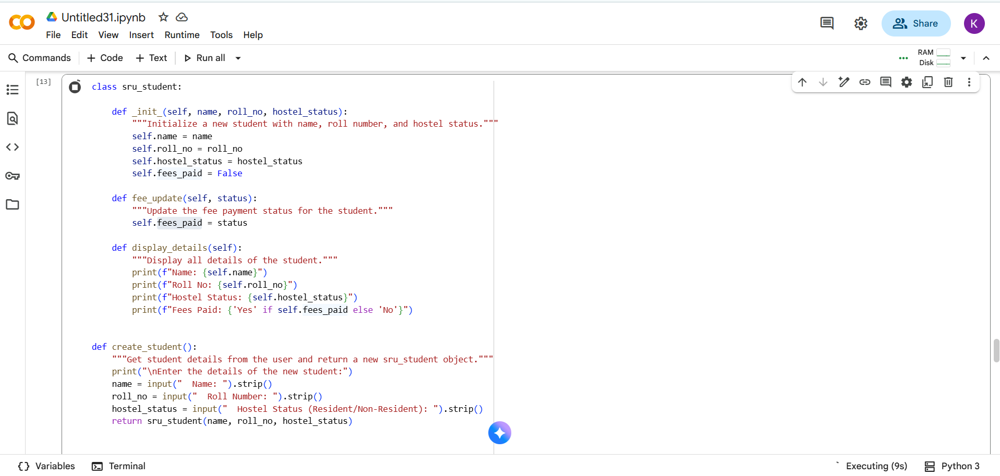 Untitled31.ipynb
File Edit View Insert Runtime Tools Help
Share
K
Commands + Code + Text Run all
RAM
Disk
[13]
class sru_student:
def _init_(self, name, roll_no, hostel_status):
"""Initialize a new student with name, roll number, and hostel status."""
self.name = name
self.roll_no = roll_no
self.hostel_status = hostel_status
self.fees_paid = False
def fee_update(self, status):
"""Update the fee payment status for the student."""
self.fees_paid = status
def display_details(self):
"""Display all details of the student."""
print(f"Name: {self.name}")
print(f"Roll No: {self.roll_no}")
print(f"Hostel Status: {self.hostel_status}")
print(f"Fees Paid: {'Yes' if self.fees_paid else 'No'}")
def create_student():
"""Get student details from the user and return a new sru_student object."""
print("\nEnter the details of the new student:")
name = input("  Name: ").strip()
roll_no = input("  Roll Number: ").strip()
hostel_status = input("  Hostel Status (Resident/Non-Resident): ").strip()
return sru_student(name, roll_no, hostel_status)
{} Variables Terminal
Executing (9s) Python 3